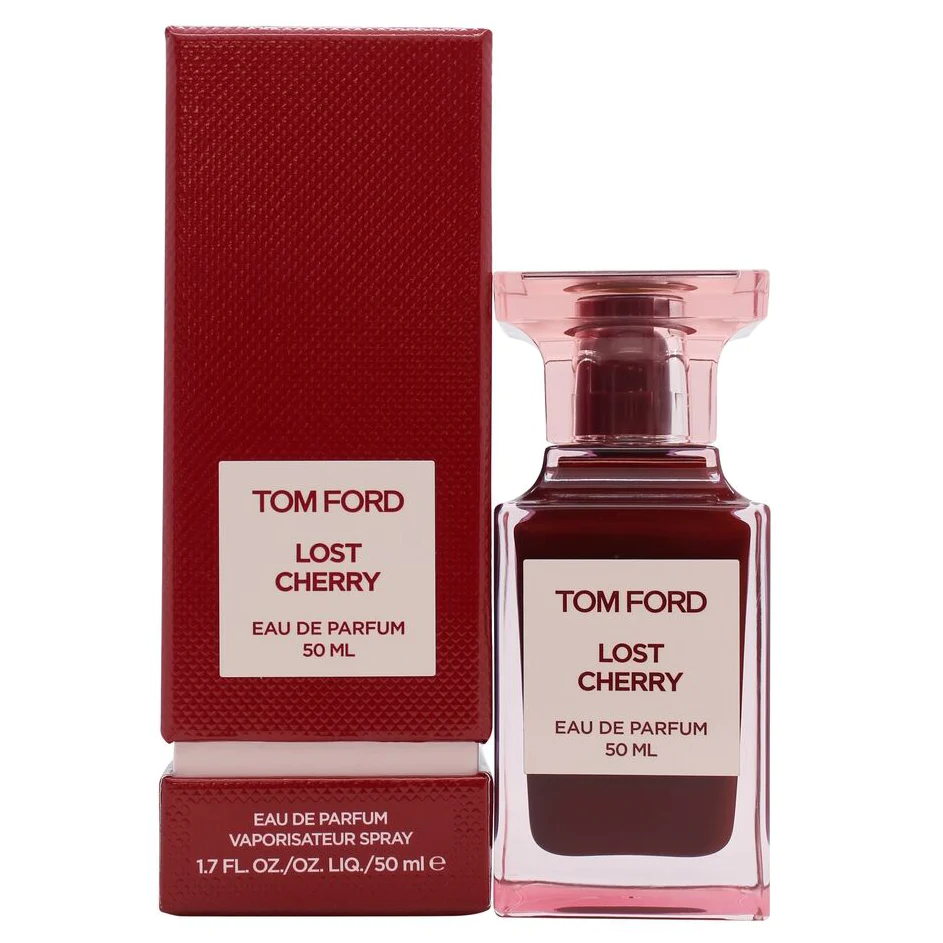 TOM FORD
LOST
CHERRY
EAU DE PARFUM
50 ML
EAU DE PARFUM
VAPORISATEUR SPRAY
1.7 FL. OZ./OZ. LIQ./50 ml ℮
TOM FORD
LOST
CHERRY
EAU DE PARFUM
50 ML